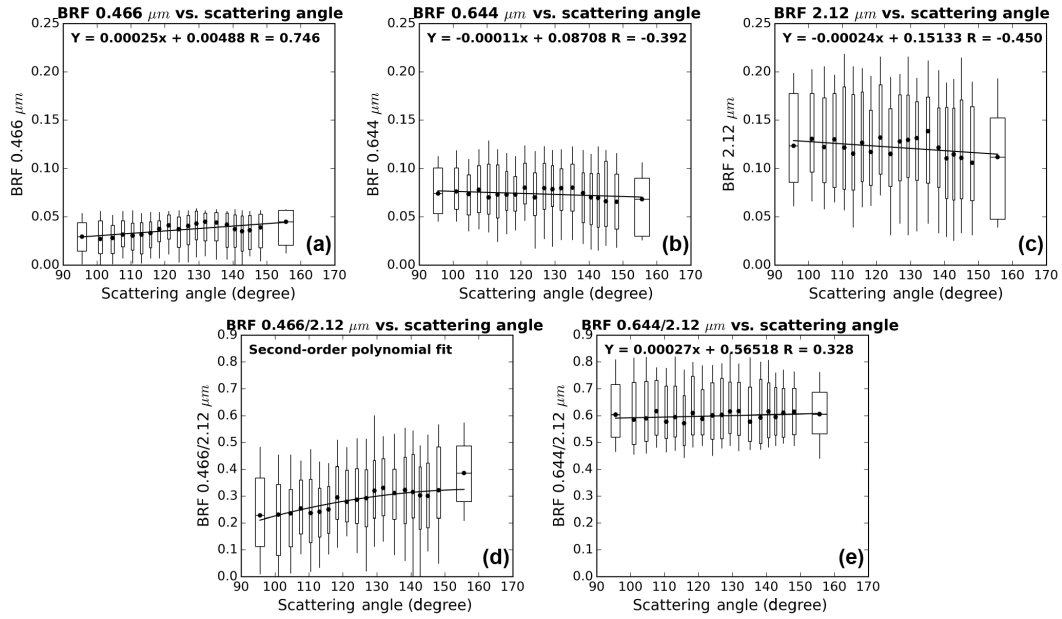 BRF 0.466 μm vs. scattering angle
Y = 0.00025x + 0.00488 R = 0.746
BRF 0.466 μm
0.25
0.20
0.15
0.10
0.05
0.00
(a)
90 100 110 120 130 140 150 160 170
Scattering angle (degree)
BRF 0.644 μm vs. scattering angle
Y = -0.00011x + 0.08708 R = -0.392
BRF 0.644 μm
0.25
0.20
0.15
0.10
0.05
0.00
(b)
90 100 110 120 130 140 150 160 170
Scattering angle (degree)
BRF 2.12 μm vs. scattering angle
Y = -0.00024x + 0.15133 R = -0.450
BRF 2.12 μm
0.25
0.20
0.15
0.10
0.05
0.00
(c)
90 100 110 120 130 140 150 160 170
Scattering angle (degree)
BRF 0.466/2.12 μm vs. scattering angle
Second-order polynomial fit
BRF 0.466/2.12 μm
0.9
0.8
0.7
0.6
0.5
0.4
0.3
0.2
0.1
0.0
(d)
90 100 110 120 130 140 150 160 170
Scattering angle (degree)
BRF 0.644/2.12 μm vs. scattering angle
Y = 0.00027x + 0.56518 R = 0.328
BRF 0.644/2.12 μm
0.9
0.8
0.7
0.6
0.5
0.4
0.3
0.2
0.1
0.0
(e)
90 100 110 120 130 140 150 160 170
Scattering angle (degree)